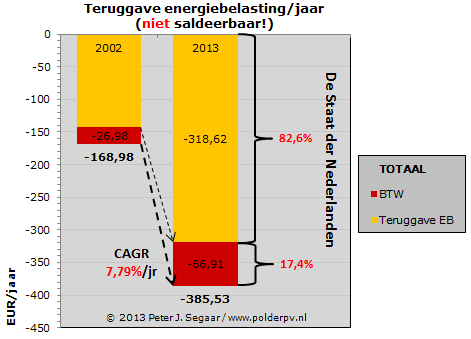 Teruggave energiebelasting/jaar
(niet saldeerbaar!)
0
-50
-100
-150
-200
-250
-300
-350
-400
-450
EUR/jaar
2002
2013
-26,98
-168,98
-318,62
-66,91
-385,53
CAGR
7,79%/jr
82,6%
17,4%
De Staat der Nederlanden
TOTAAL
BTW
Teruggave EB
© 2013 Peter J. Segaar/www.polderpv.nl